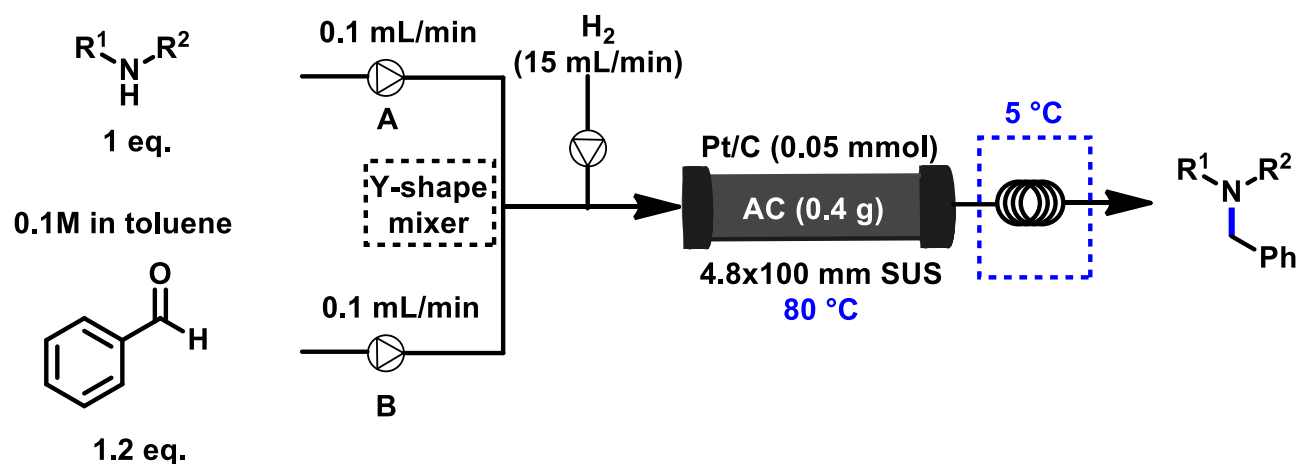 R1 R2
N
H
1 eq.
0.1M in toluene
O
H
1.2 eq.
0.1 mL/min
A
Y-shape
mixer
0.1 mL/min
B
H2
(15 mL/min)
Pt/C (0.05 mmol)
AC (0.4 g)
4.8x100 mm SUS
80 °C
5 °C
R1 R2
N
Ph